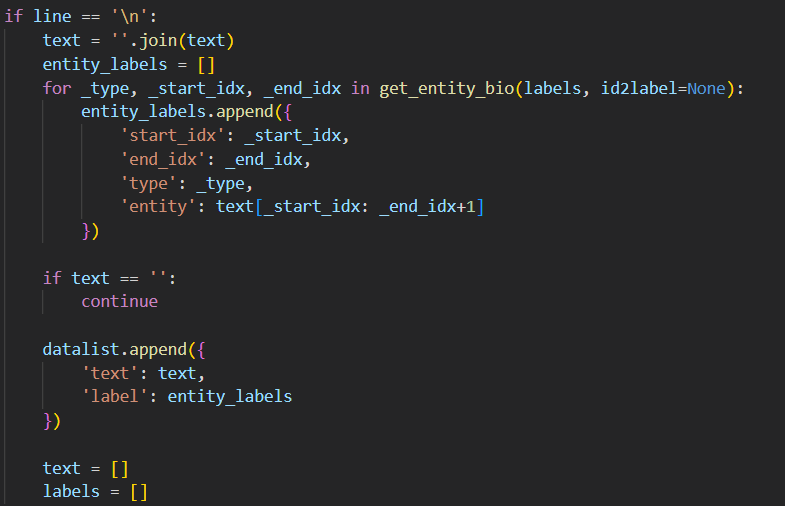 if line == '\n':
    text = ''.join(text)
    entity_labels = []
    for _type, _start_idx, _end_idx in get_entity_bio(labels, id2label=None):
        entity_labels.append({
            'start_idx': _start_idx,
            'end_idx': _end_idx,
            'type': _type,
            'entity': text[_start_idx: _end_idx+1]
        })
    if text == '':
        continue
    datalist.append({
        'text': text,
        'label': entity_labels
    })
    text = []
    labels = []